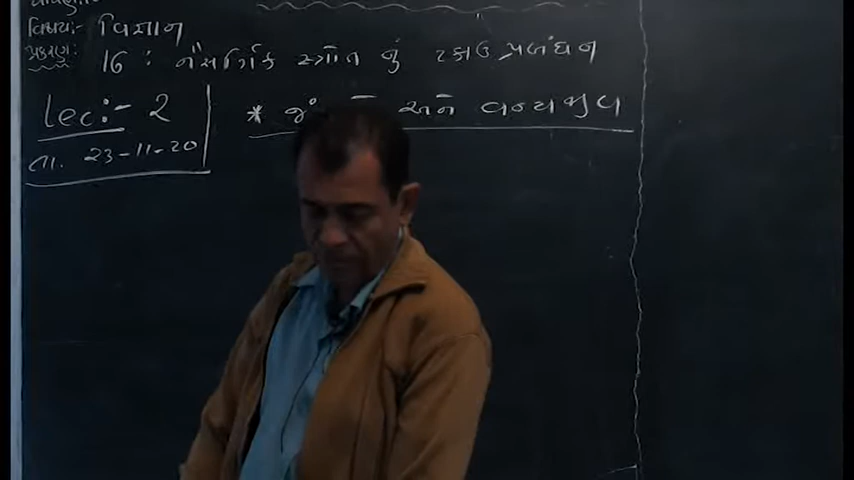 વિષય:- વિજ્ઞાન
પ્રકરણ: 16 : નૈસર્ગિક સ્ત્રોત નું ટકાઉ પ્રબંધન
Lec:- 2
તા. 23-11-20
* અને વન્યજીવ